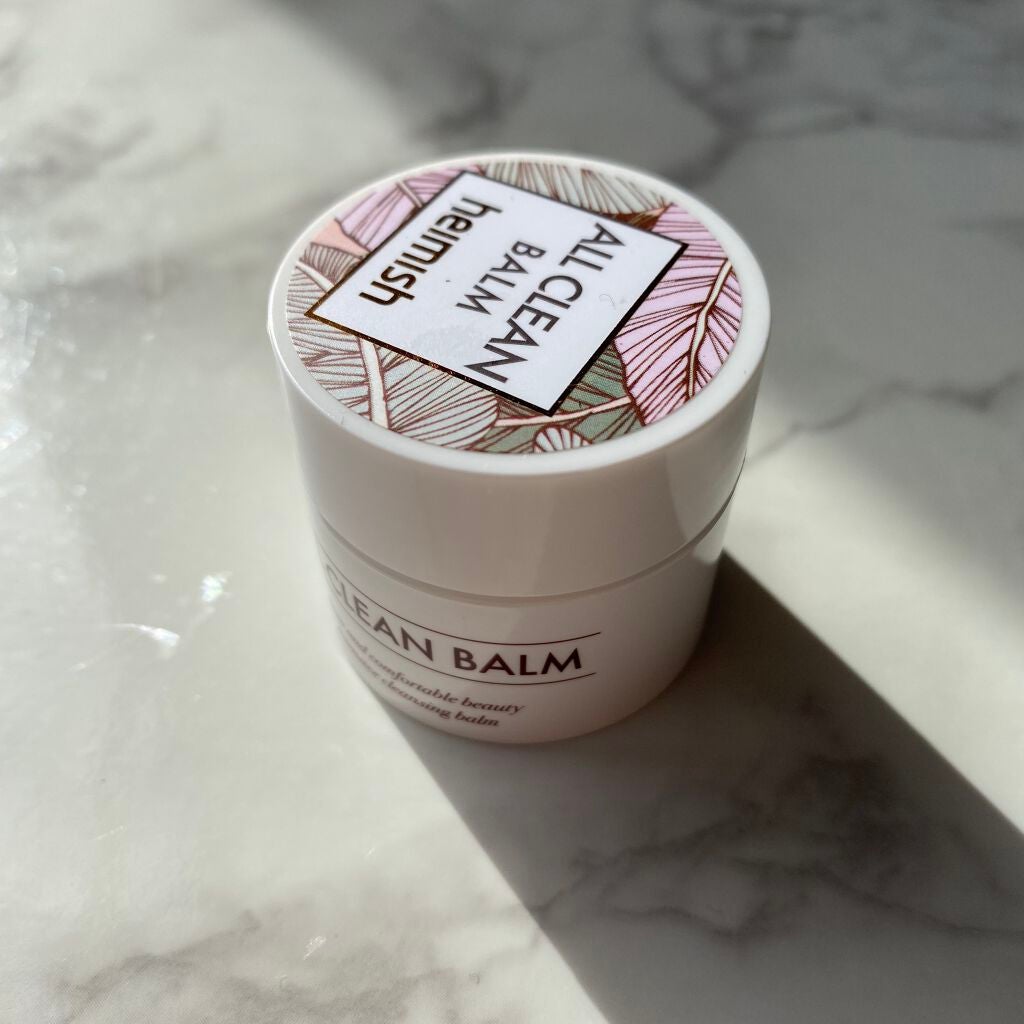 heimish
ALL CLEAN
BALM
CLEAN BALM
and comfortable beauty
cleansing balm